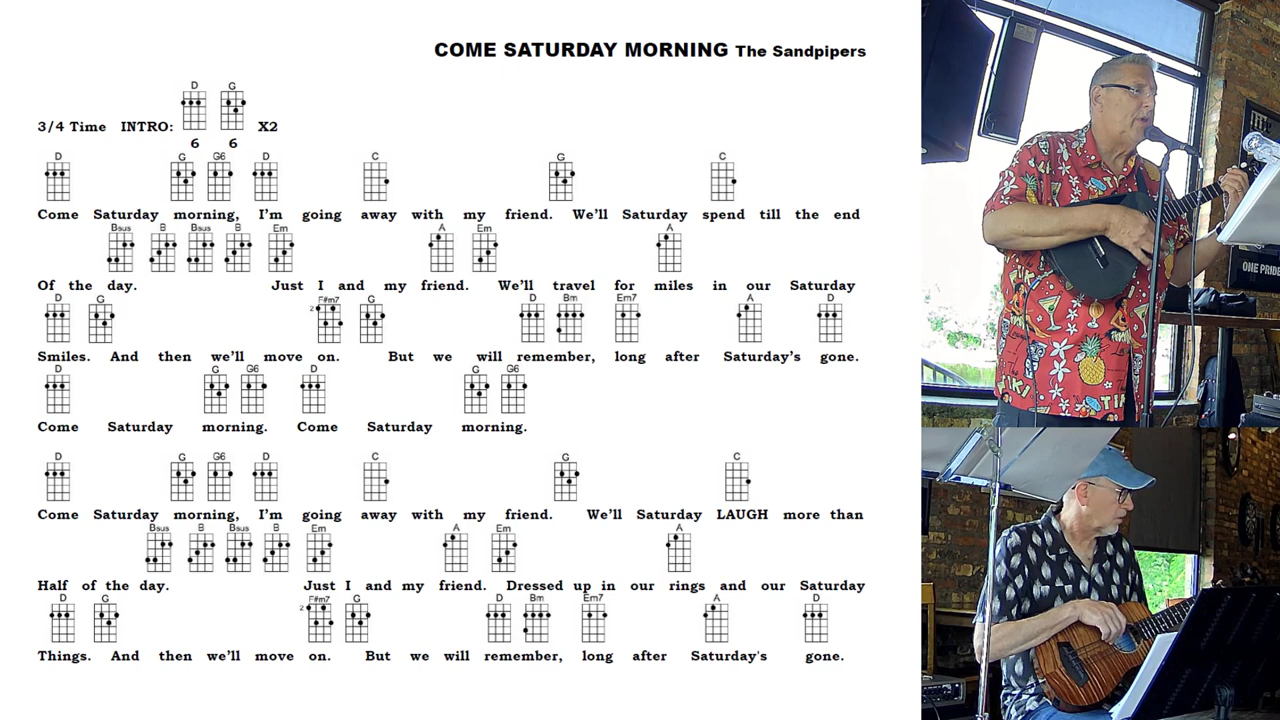 COME SATURDAY MORNING The Sandpipers
D G
3/4 Time INTRO: X2
6 6
D G G6 D C G C
Come Saturday morning, I'm going away with my friend. We'll Saturday spend till the end
Bsus B Bsus B Em A Em A
Of the day. Just I and my friend. We'll travel for miles in our Saturday
D G 2 F#m7 G D Bm Em7 A D
Smiles. And then we'll move on. But we will remember, long after Saturday's gone.
D G G6 D G G6
Come Saturday morning. Come Saturday morning.
D G G6 D C G C
Come Saturday morning, I'm going away with my friend. We'll Saturday LAUGH more than
Bsus B Bsus B Em A Em A
Half of the day. Just I and my friend. Dressed up in our rings and our Saturday
D G 2 F#m7 G D Bm Em7 A D
Things. And then we'll move on. But we will remember, long after Saturday's gone.
ONE PRIDE
TIKI